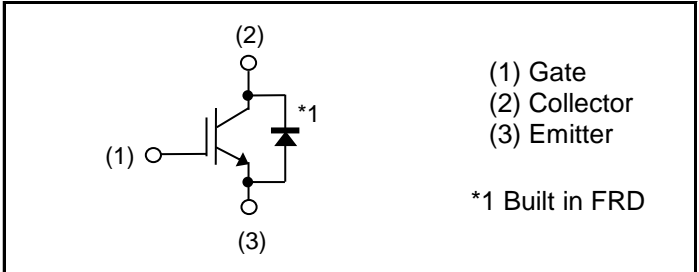 (2)
*1
(1)
(3)
(1) Gate
(2) Collector
(3) Emitter
*1 Built in FRD